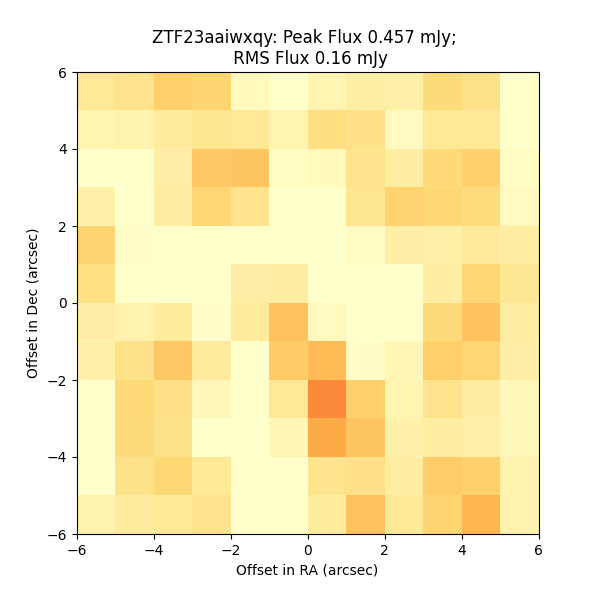 ZTF23aaiwxqy: Peak Flux 0.457 mJy;
RMS Flux 0.16 mJy
6
4
2
0
−2
−4
−6
Offset in Dec (arcsec)
−6 −4 −2 0 2 4 6
Offset in RA (arcsec)